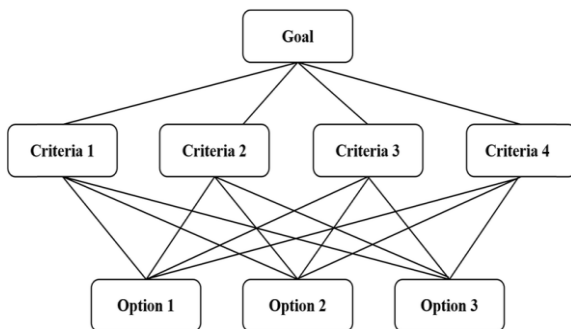 Goal
Criteria 1
Criteria 2
Criteria 3
Criteria 4
Option 1
Option 2
Option 3